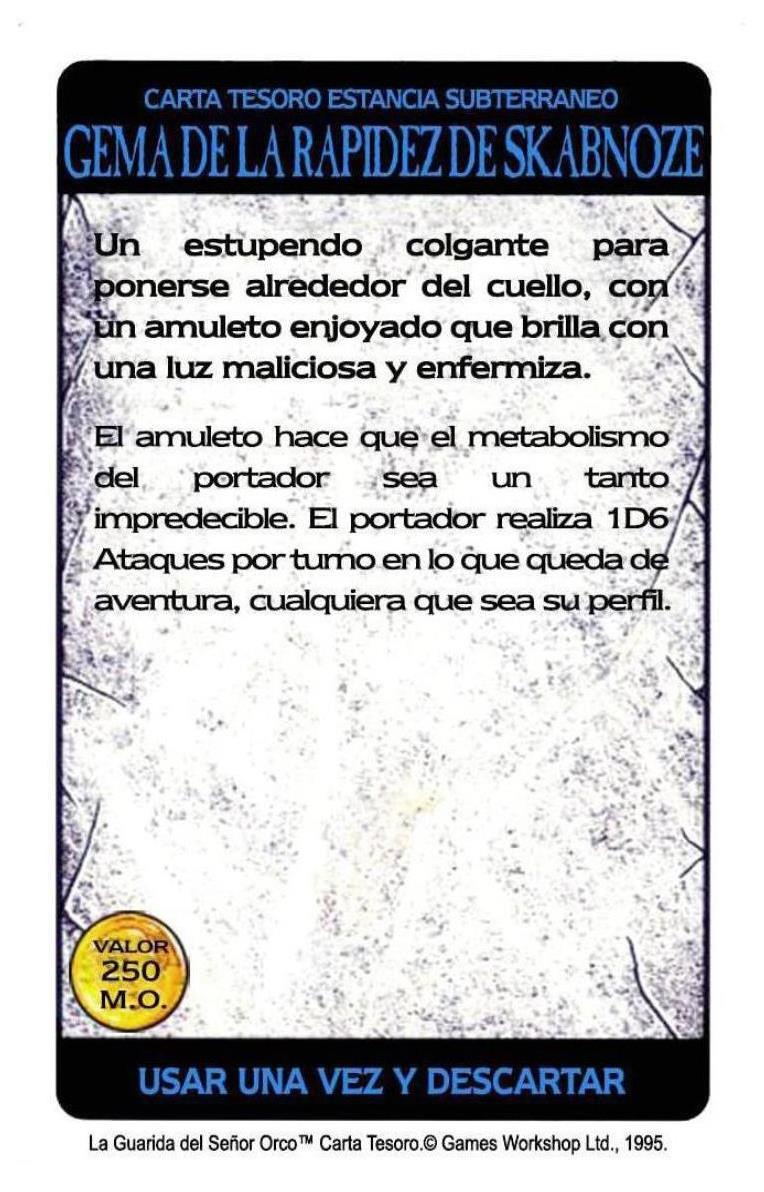 CARTA TESORO ESTANCIA SUBTERRANEO
GEMA DE LA RAPIDEZ DE SKABNOZE
Un estupendo colgante para
ponerse alrededor del cuello, con
un amuleto enjoyado que brilla con
una luz maliciosa y enfermiza.
El amuleto hace que el metabolismo
del portador sea un tanto
impredecible. El portador realiza 1D6
Ataques por turno en lo que queda de
aventura, cualquiera que sea su perfil.
VALOR
250
M.O.
USAR UNA VEZ Y DESCARTAR
La Guarida del Señor Orco™ Carta Tesoro.© Games Workshop Ltd., 1995.